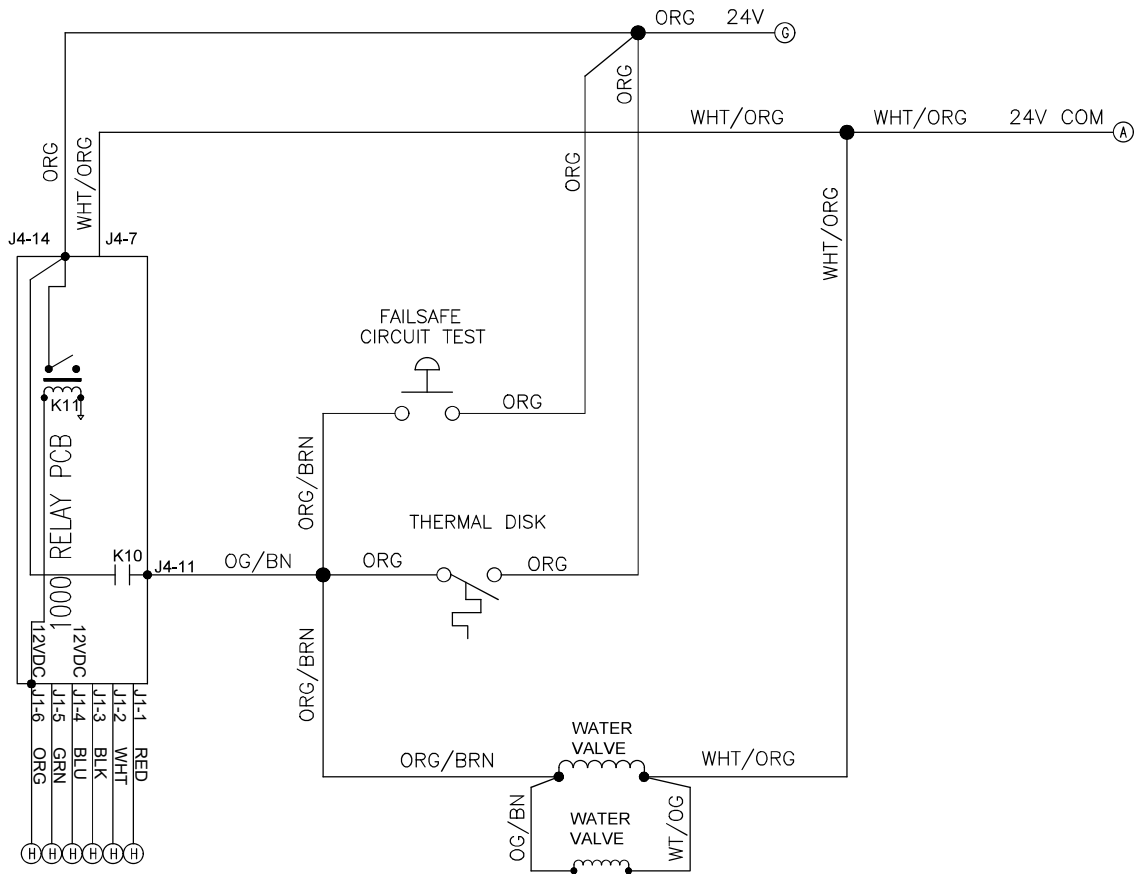 ORG 24V G
ORG
WHT/ORG WHT/ORG 24V COM A
ORG
WHT/ORG
ORG
WHT/ORG
J4-14 J4-7
FAILSAFE
CIRCUIT TEST
ORG
K11
1000 RELAY PCB
ORG/BRN
THERMAL DISK
K10
J4-11
OG/BN
ORG
ORG
12VDC
12VDC
ORG/BRN
J1-6 ORG
J1-5 GRN
J1-4 BLU
J1-3 BLK
J1-2 WHT
J1-1 RED
WATER
VALVE
ORG/BRN
WHT/ORG
OG/BN
WATER
VALVE
WT/OG
H H H H H H